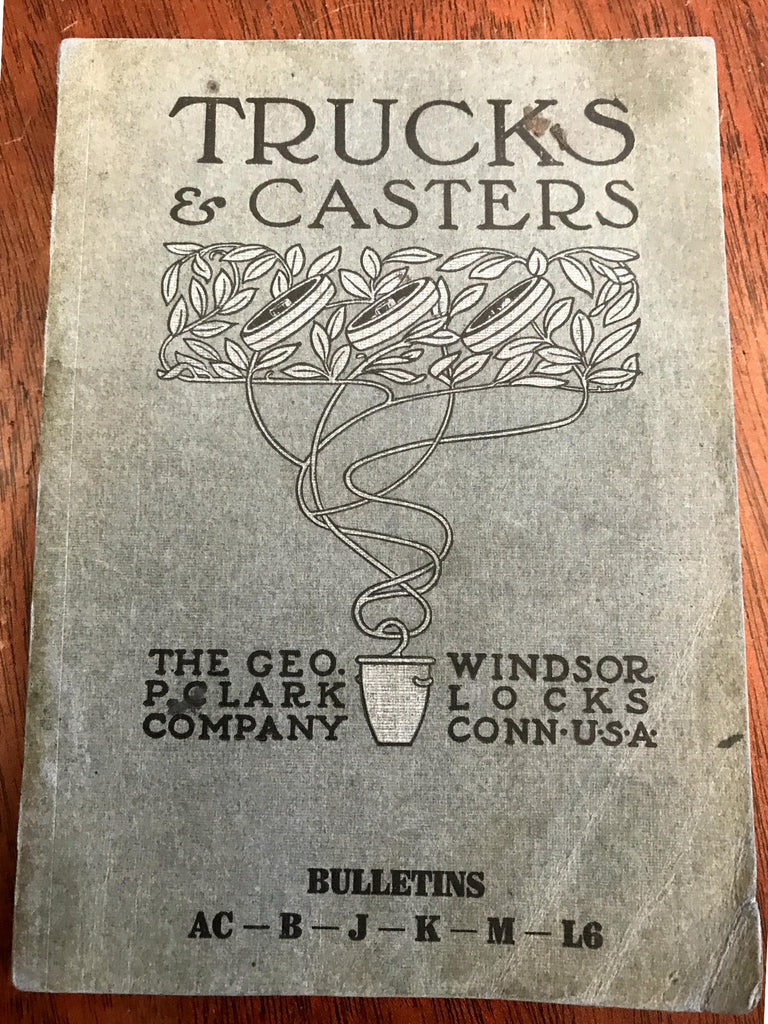 TRUCKS
& CASTERS
THE GEO.
P. CLARK
COMPANY
WINDSOR
LOCKS
CONN·U·S·A·
BULLETINS
AC – B – J – K – M – L6